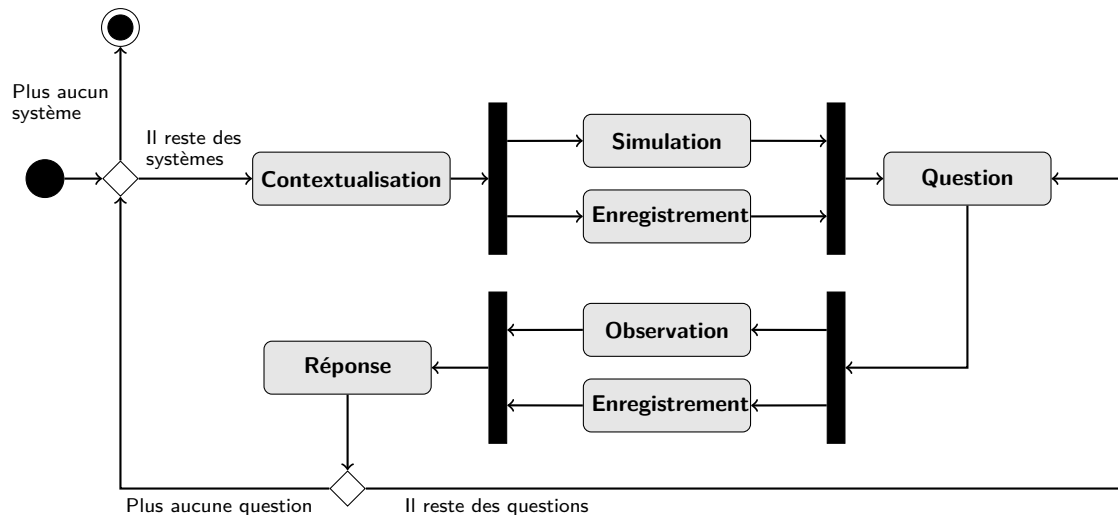 Plus aucun
système
Il reste des
systèmes
Contextualisation
Simulation
Enregistrement
Question
Observation
Enregistrement
Réponse
Plus aucune question
Il reste des questions